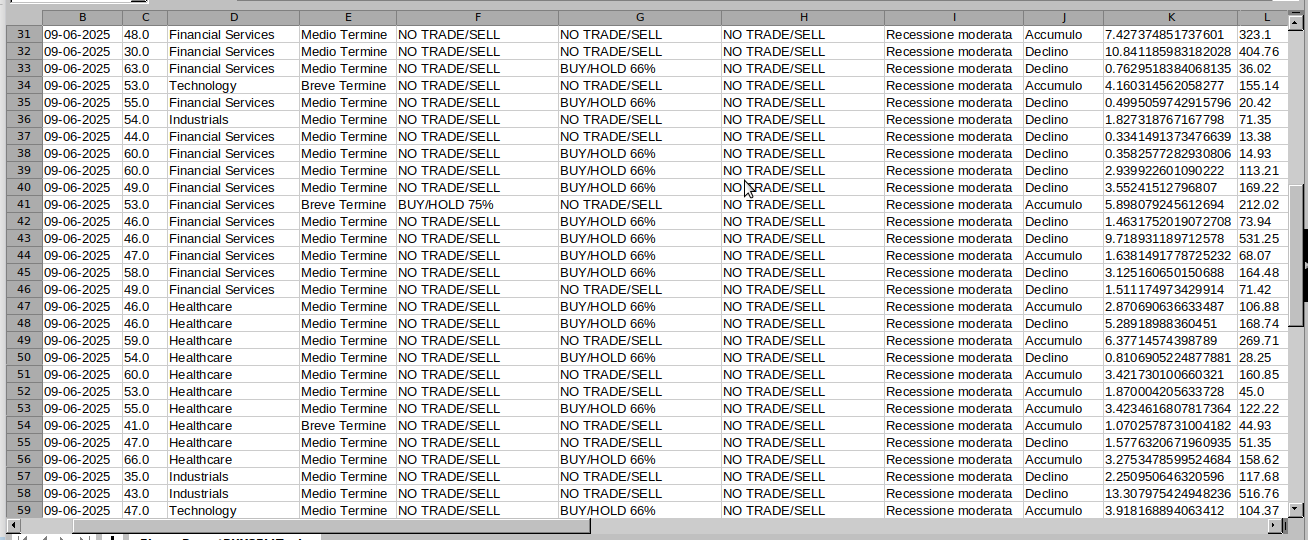 B C D E F G H I J K L
31 09-06-2025 48.0 Financial Services Medio Termine NO TRADE/SELL NO TRADE/SELL NO TRADE/SELL Recessione moderata Accumulo 7.427374851737601 323.1
32 09-06-2025 30.0 Financial Services Medio Termine NO TRADE/SELL NO TRADE/SELL NO TRADE/SELL Recessione moderata Declino 10.841185983182028 404.76
33 09-06-2025 63.0 Financial Services Medio Termine NO TRADE/SELL BUY/HOLD 66% NO TRADE/SELL Recessione moderata Declino 0.7629518384068135 36.02
34 09-06-2025 53.0 Technology Breve Termine NO TRADE/SELL NO TRADE/SELL NO TRADE/SELL Recessione moderata Accumulo 4.160314562058277 155.14
35 09-06-2025 55.0 Financial Services Medio Termine NO TRADE/SELL BUY/HOLD 66% NO TRADE/SELL Recessione moderata Declino 0.4995059742915796 20.42
36 09-06-2025 54.0 Industrials Medio Termine NO TRADE/SELL NO TRADE/SELL NO TRADE/SELL Recessione moderata Declino 1.827318767167798 71.35
37 09-06-2025 44.0 Financial Services Medio Termine NO TRADE/SELL NO TRADE/SELL NO TRADE/SELL Recessione moderata Declino 0.3341491373476639 13.38
38 09-06-2025 60.0 Financial Services Medio Termine NO TRADE/SELL BUY/HOLD 66% NO TRADE/SELL Recessione moderata Declino 0.3582577282930806 14.93
39 09-06-2025 60.0 Financial Services Medio Termine NO TRADE/SELL BUY/HOLD 66% NO TRADE/SELL Recessione moderata Declino 2.939922601090222 113.21
40 09-06-2025 49.0 Financial Services Medio Termine NO TRADE/SELL BUY/HOLD 66% NO TRADE/SELL Recessione moderata Declino 3.55241512796807 169.22
41 09-06-2025 53.0 Financial Services Breve Termine BUY/HOLD 75% NO TRADE/SELL NO TRADE/SELL Recessione moderata Accumulo 5.898079245612694 212.02
42 09-06-2025 46.0 Financial Services Medio Termine NO TRADE/SELL BUY/HOLD 66% NO TRADE/SELL Recessione moderata Declino 1.4631752019072708 73.94
43 09-06-2025 46.0 Financial Services Medio Termine NO TRADE/SELL BUY/HOLD 66% NO TRADE/SELL Recessione moderata Declino 9.718931189712578 531.25
44 09-06-2025 47.0 Financial Services Medio Termine NO TRADE/SELL BUY/HOLD 66% NO TRADE/SELL Recessione moderata Accumulo 1.6381491778725232 68.07
45 09-06-2025 58.0 Financial Services Medio Termine NO TRADE/SELL BUY/HOLD 66% NO TRADE/SELL Recessione moderata Declino 3.125160650150688 164.48
46 09-06-2025 49.0 Financial Services Medio Termine NO TRADE/SELL NO TRADE/SELL NO TRADE/SELL Recessione moderata Declino 1.511174973429914 71.42
47 09-06-2025 46.0 Healthcare Medio Termine NO TRADE/SELL BUY/HOLD 66% NO TRADE/SELL Recessione moderata Accumulo 2.870690636633487 106.88
48 09-06-2025 46.0 Healthcare Medio Termine NO TRADE/SELL BUY/HOLD 66% NO TRADE/SELL Recessione moderata Declino 5.28918988360451 168.74
49 09-06-2025 59.0 Healthcare Medio Termine NO TRADE/SELL NO TRADE/SELL NO TRADE/SELL Recessione moderata Accumulo 6.37714574398789 269.71
50 09-06-2025 54.0 Healthcare Medio Termine NO TRADE/SELL BUY/HOLD 66% NO TRADE/SELL Recessione moderata Declino 0.8106905224877881 28.25
51 09-06-2025 60.0 Healthcare Medio Termine NO TRADE/SELL NO TRADE/SELL NO TRADE/SELL Recessione moderata Accumulo 3.421730100660321 160.85
52 09-06-2025 53.0 Healthcare Medio Termine NO TRADE/SELL NO TRADE/SELL NO TRADE/SELL Recessione moderata Accumulo 1.870004205633728 45.0
53 09-06-2025 55.0 Healthcare Medio Termine NO TRADE/SELL BUY/HOLD 66% NO TRADE/SELL Recessione moderata Accumulo 3.4234616807817364 122.22
54 09-06-2025 41.0 Healthcare Breve Termine NO TRADE/SELL NO TRADE/SELL NO TRADE/SELL Recessione moderata Accumulo 1.0702578731004182 44.93
55 09-06-2025 47.0 Healthcare Medio Termine NO TRADE/SELL NO TRADE/SELL NO TRADE/SELL Recessione moderata Declino 1.5776320671960935 51.35
56 09-06-2025 66.0 Healthcare Medio Termine NO TRADE/SELL BUY/HOLD 66% NO TRADE/SELL Recessione moderata Accumulo 3.2753478599524684 158.62
57 09-06-2025 35.0 Industrials Medio Termine NO TRADE/SELL NO TRADE/SELL NO TRADE/SELL Recessione moderata Declino 2.250950646320596 117.68
58 09-06-2025 43.0 Industrials Medio Termine NO TRADE/SELL NO TRADE/SELL NO TRADE/SELL Recessione moderata Declino 13.307975424948236 516.76
59 09-06-2025 47.0 Technology Medio Termine NO TRADE/SELL BUY/HOLD 66% NO TRADE/SELL Recessione moderata Accumulo 3.918168894063412 104.37